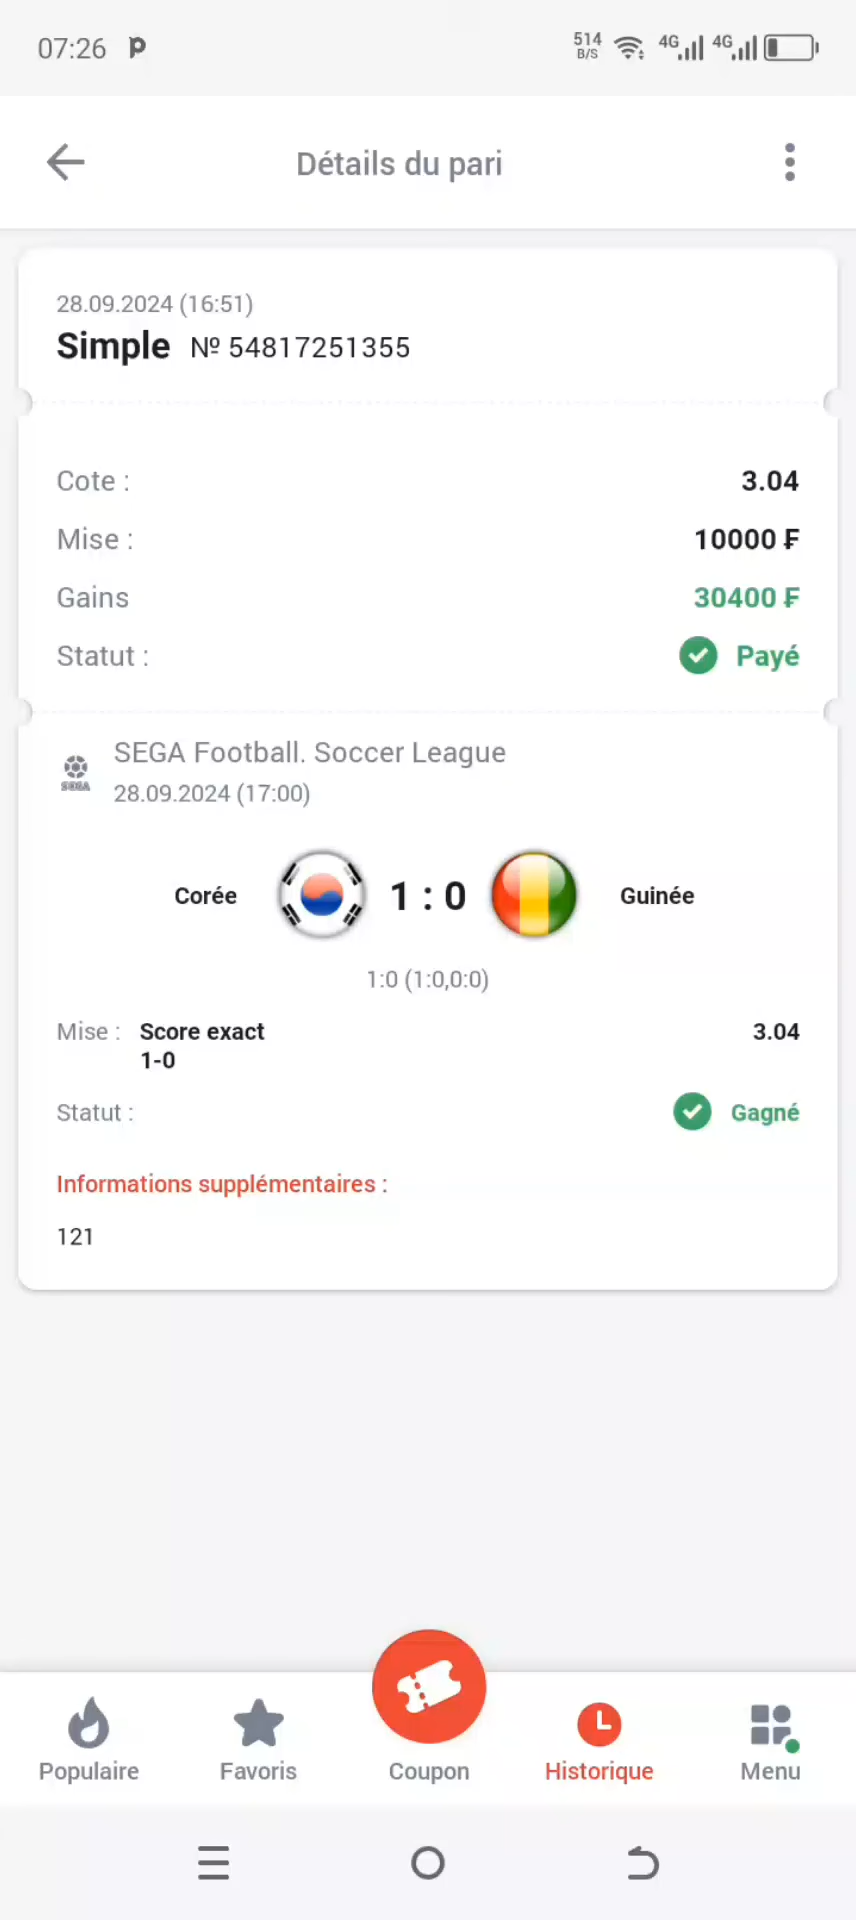 07:26
514
B/S
4G
4G
Détails du pari
28.09.2024 (16:51)
Simple № 54817251355
Cote : 3.04
Mise : 10000 ₣
Gains 30400 ₣
Statut : Payé
SEGA Football. Soccer League
SEGA
28.09.2024 (17:00)
Corée 1 : 0 Guinée
1:0 (1:0,0:0)
Mise : Score exact 3.04
1-0
Statut : Gagné
Informations supplémentaires :
121
Populaire Favoris Coupon Historique Menu